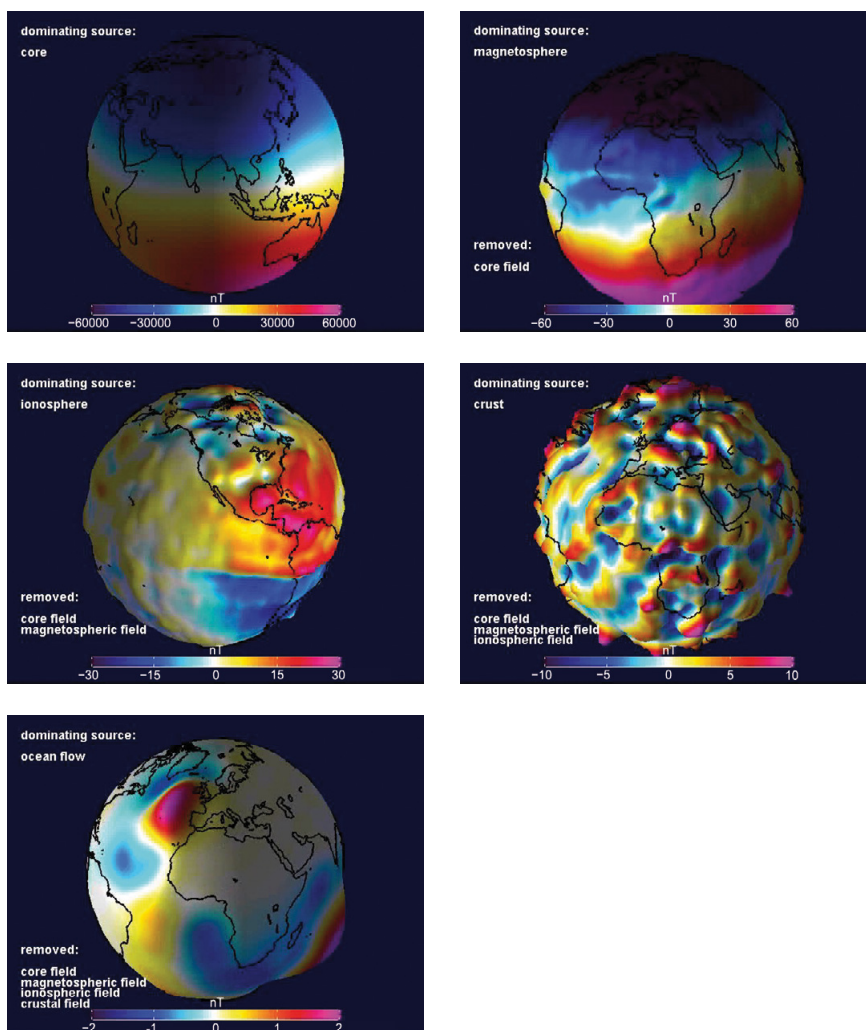 dominating source:
core
nT
−60000 −30000 0 30000 60000
dominating source:
magnetosphere
removed:
core field
nT
−60 −30 0 30 60
dominating source:
ionosphere
removed:
core field
magnetospheric field
nT
−30 −15 0 15 30
dominating source:
crust
removed:
core field
magnetospheric field
ionospheric field
nT
−10 −5 0 5 10
dominating source:
ocean flow
removed:
core field
magnetospheric field
ionospheric field
crustal field
nT
−2 −1 0 1 2